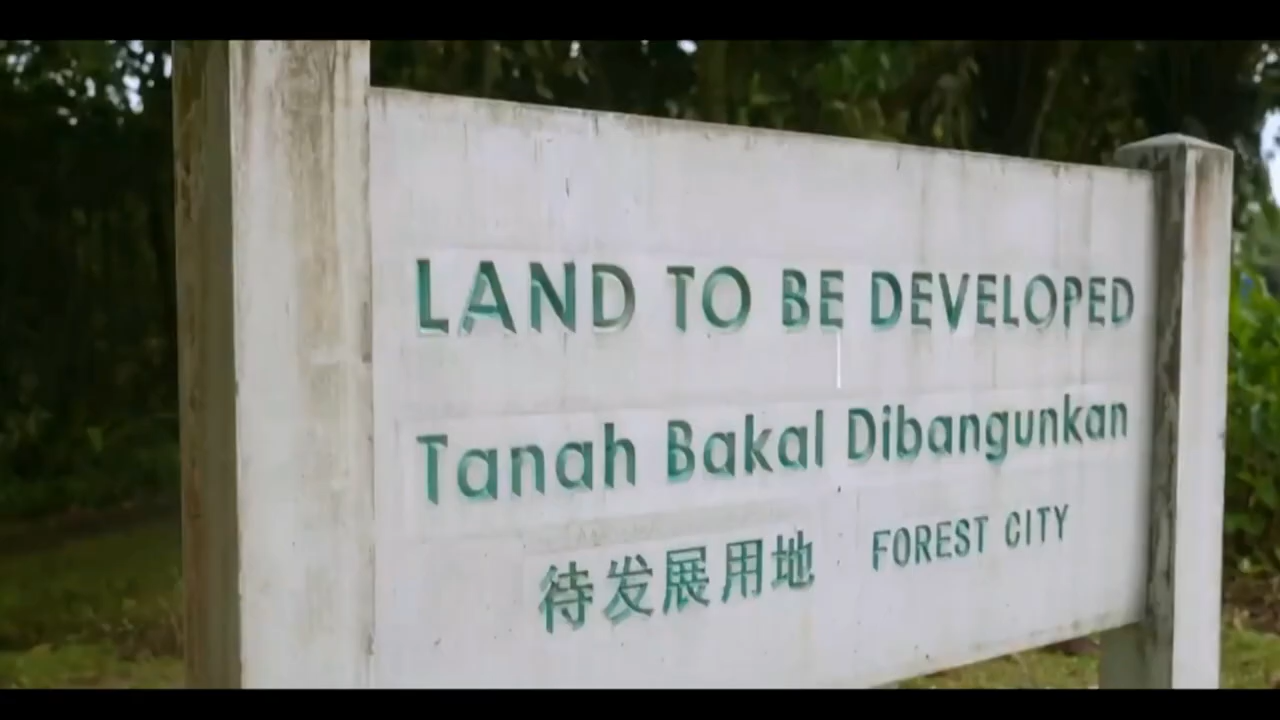 LAND TO BE DEVELOPED
Tanah Bakal Dibangunkan
待发展用地 FOREST CITY